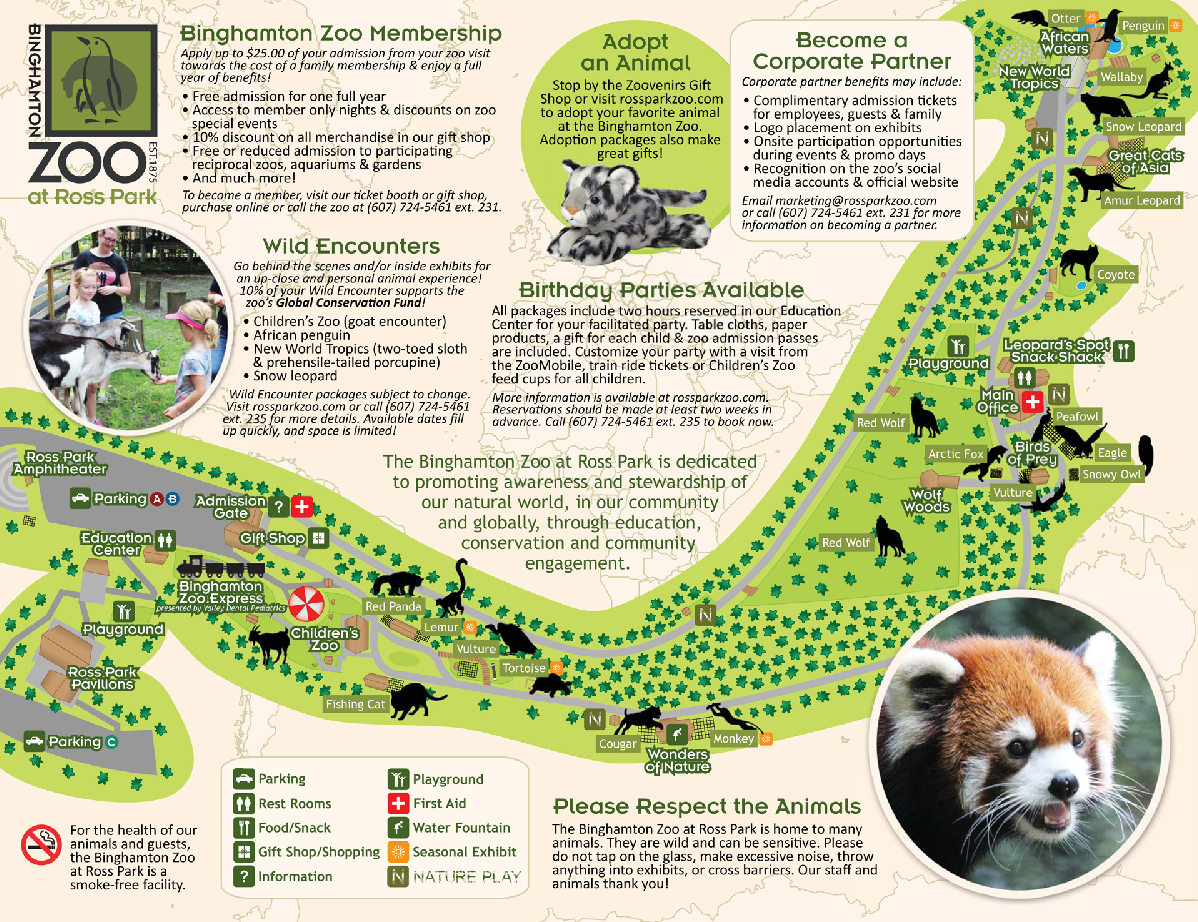 BINGHAMTON
ZOO
EST.1875
at Ross Park
Binghamton Zoo Membership
Apply up to $25.00 of your admission from your zoo visit
towards the cost of a family membership & enjoy a full
year of benefits!
• Free admission for one full year
• Access to member only nights & discounts on zoo
special events
• 10% discount on all merchandise in our gift shop
• Free or reduced admission to participating
reciprocal zoos, aquariums & gardens
• And much more!
To become a member, visit our ticket booth or gift shop,
purchase online or call the zoo at (607) 724-5461 ext. 231.
Adopt
an Animal
Stop by the Zoovenirs Gift
Shop or visit rossparkzoo.com
to adopt your favorite animal
at the Binghamton Zoo.
Adoption packages also make
great gifts!
Become a
Corporate Partner
Corporate partner benefits may include:
• Complimentary admission tickets
for employees, guests & family
• Logo placement on exhibits
• Onsite participation opportunities
during events & promo days
• Recognition on the zoo's social
media accounts & official website
Email marketing@rossparkzoo.com
or call (607) 724-5461 ext. 231 for more
information on becoming a partner.
Wild Encounters
Go behind the scenes and/or inside exhibits for
an up-close and personal animal experience!
10% of your Wild Encounter supports the
zoo's Global Conservation Fund!
• Children's Zoo (goat encounter)
• African penguin
• New World Tropics (two-toed sloth
& prehensile-tailed porcupine)
• Snow leopard
Wild Encounter packages subject to change.
Visit rossparkzoo.com or call (607) 724-5461
ext. 235 for more details. Available dates fill
up quickly, and space is limited!
Birthday Parties Available
All packages include two hours reserved in our Education
Center for your facilitated party. Table cloths, paper
products, a gift for each child & zoo admission passes
are included. Customize your party with a visit from
the ZooMobile, train ride tickets or Children's Zoo
feed cups for all children.
More information is available at rossparkzoo.com.
Reservations should be made at least two weeks in
advance. Call (607) 724-5461 ext. 235 to book now.
The Binghamton Zoo at Ross Park is dedicated
to promoting awareness and stewardship of
our natural world, in our community
and globally, through education,
conservation and community
engagement.
Otter
Penguin
African
Waters
New World
Tropics
Wallaby
Snow Leopard
N
Great Cats
of Asia
Amur Leopard
N
Coyote
Playground
Leopard's Spot
Snack Shack
Main
Office
N
Peafowl
Red Wolf
Birds
of Prey
Eagle
Arctic Fox
Snowy Owl
Wolf
Woods
Vulture
Red Wolf
N
Ross Park
Amphitheater
Parking A B
Admission
Gate
?
Education
Center
Gift Shop
Binghamton
Zoo Express
presented by Valley Dental Pediatrics
Playground
Children's
Zoo
Red Panda
Lemur
Vulture
Tortoise
Ross Park
Pavilions
Fishing Cat
Parking C
N
Cougar
Monkey
Wonders
of Nature
Parking
Rest Rooms
Food/Snack
Gift Shop/Shopping
? Information
Playground
First Aid
Water Fountain
Seasonal Exhibit
N NATURE PLAY
For the health of our
animals and guests,
the Binghamton Zoo
at Ross Park is a
smoke-free facility.
Please Respect the Animals
The Binghamton Zoo at Ross Park is home to many
animals. They are wild and can be sensitive. Please
do not tap on the glass, make excessive noise, throw
anything into exhibits, or cross barriers. Our staff and
animals thank you!